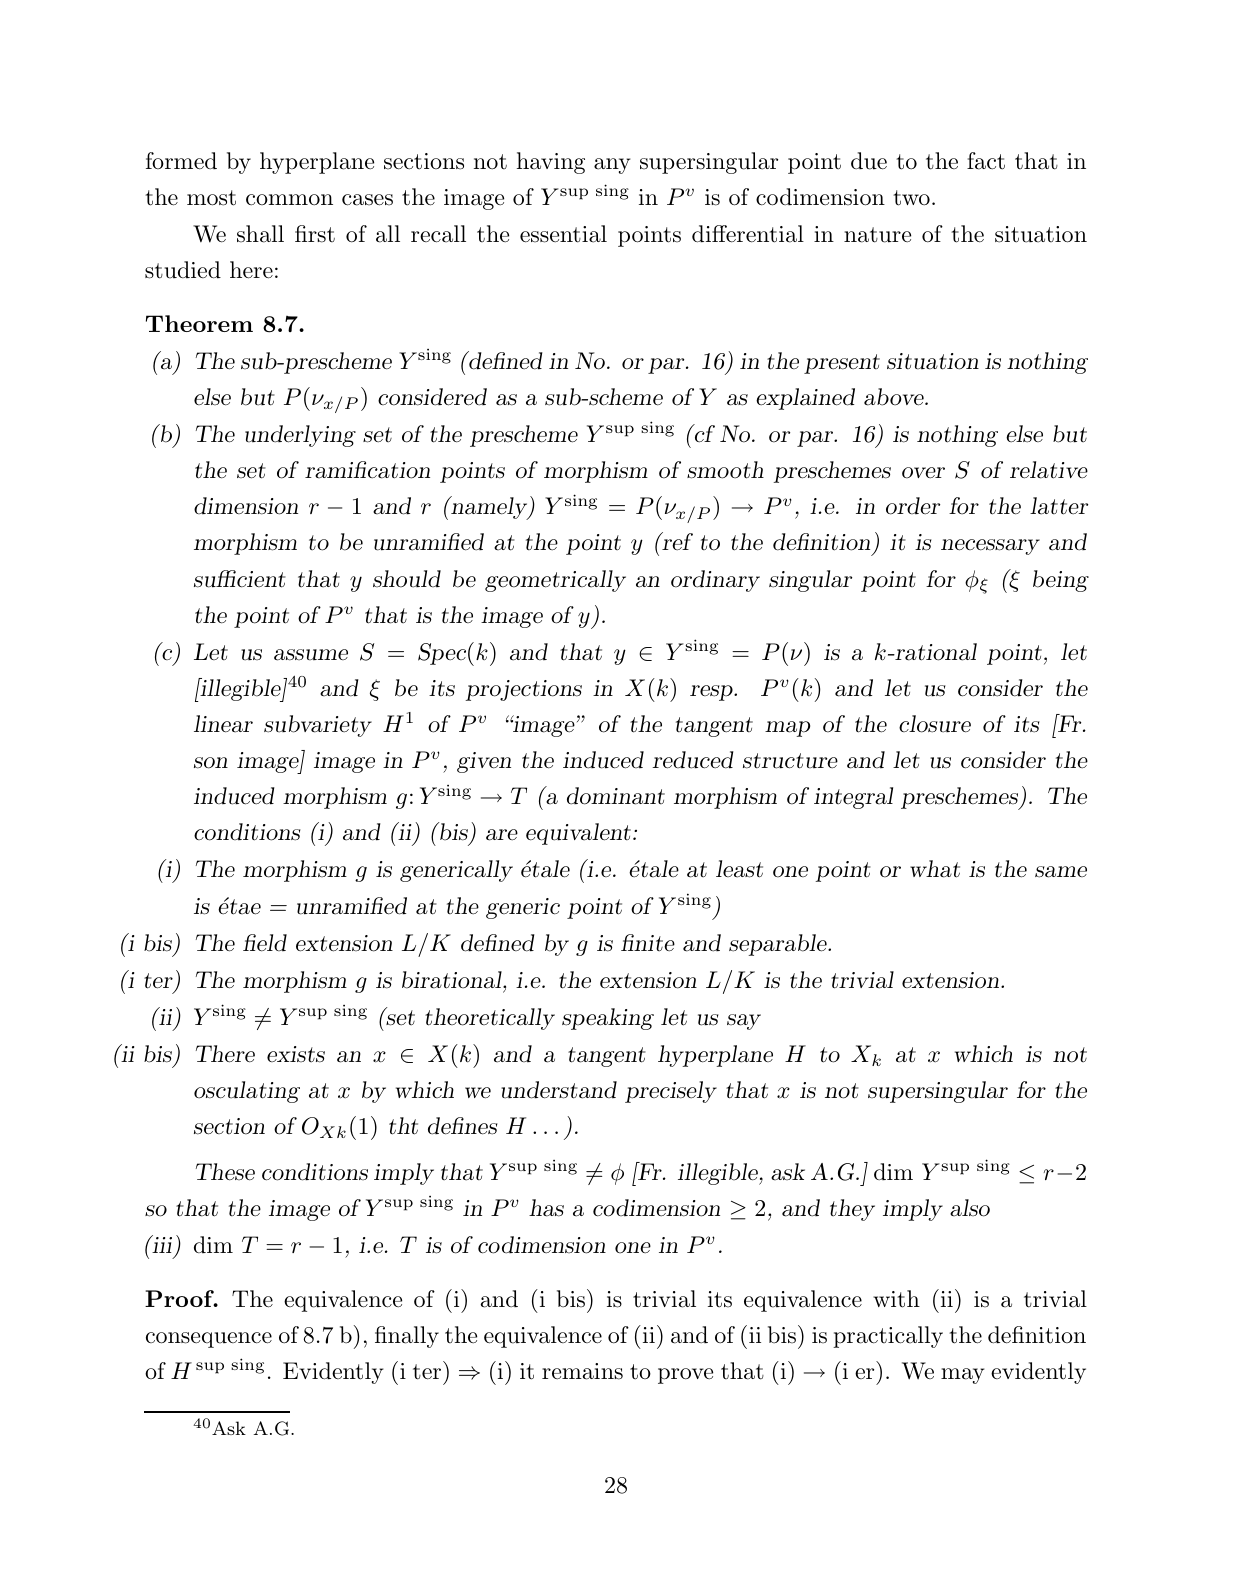 formed by hyperplane sections not having any supersingular point due to the fact that in
the most common cases the image of Y^{sup sing} in P^v is of codimension two.
We shall first of all recall the essential points differential in nature of the situation
studied here:
Theorem 8.7.
(a) The sub-prescheme Y^{sing} (defined in No. or par. 16) in the present situation is nothing
else but P(ν_{x/P}) considered as a sub-scheme of Y as explained above.
(b) The underlying set of the prescheme Y^{sup sing} (cf No. or par. 16) is nothing else but
the set of ramification points of morphism of smooth preschemes over S of relative
dimension r − 1 and r (namely) Y^{sing} = P(ν_{x/P}) → P^v, i.e. in order for the latter
morphism to be unramified at the point y (ref to the definition) it is necessary and
sufficient that y should be geometrically an ordinary singular point for ϕ_ξ (ξ being
the point of P^v that is the image of y).
(c) Let us assume S = Spec(k) and that y ∈ Y^{sing} = P(ν) is a k-rational point, let
[illegible]^{40} and ξ be its projections in X(k) resp. P^v(k) and let us consider the
linear subvariety H^1 of P^v “image” of the tangent map of the closure of its [Fr.
son image] image in P^v, given the induced reduced structure and let us consider the
induced morphism g: Y^{sing} → T (a dominant morphism of integral preschemes). The
conditions (i) and (ii) (bis) are equivalent:
(i) The morphism g is generically étale (i.e. étale at least one point or what is the same
is étae = unramified at the generic point of Y^{sing})
(i bis) The field extension L/K defined by g is finite and separable.
(i ter) The morphism g is birational, i.e. the extension L/K is the trivial extension.
(ii) Y^{sing} ≠ Y^{sup sing} (set theoretically speaking let us say
(ii bis) There exists an x ∈ X(k) and a tangent hyperplane H to X_k at x which is not
osculating at x by which we understand precisely that x is not supersingular for the
section of O_{Xk}(1) tht defines H . . . ).
These conditions imply that Y^{sup sing} ≠ ϕ [Fr. illegible, ask A.G.] dim Y^{sup sing} ≤ r−2
so that the image of Y^{sup sing} in P^v has a codimension ≥ 2, and they imply also
(iii) dim T = r − 1, i.e. T is of codimension one in P^v.
Proof. The equivalence of (i) and (i bis) is trivial its equivalence with (ii) is a trivial
consequence of 8.7 b), finally the equivalence of (ii) and of (ii bis) is practically the definition
of H^{sup sing}. Evidently (i ter) ⇒ (i) it remains to prove that (i) → (i er). We may evidently
^{40}Ask A.G.
28